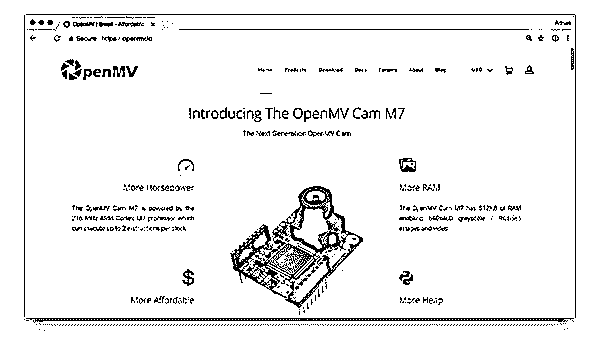 OpenMV | Small - Affordable
Secure https://openmv.io
OpenMV
Home Products Download Docs Forums About Blog USD
Introducing The OpenMV Cam M7
The Next Generation OpenMV Cam
More Horsepower
The OpenMV Cam M7 is powered by the
216 MHz ARM Cortex M7 processor which
can execute up to 2 instructions per clock.
More RAM
The OpenMV Cam M7 has 512KB of RAM
enabling 640x480 grayscale /
images and video.
$
More Affordable
More Heap